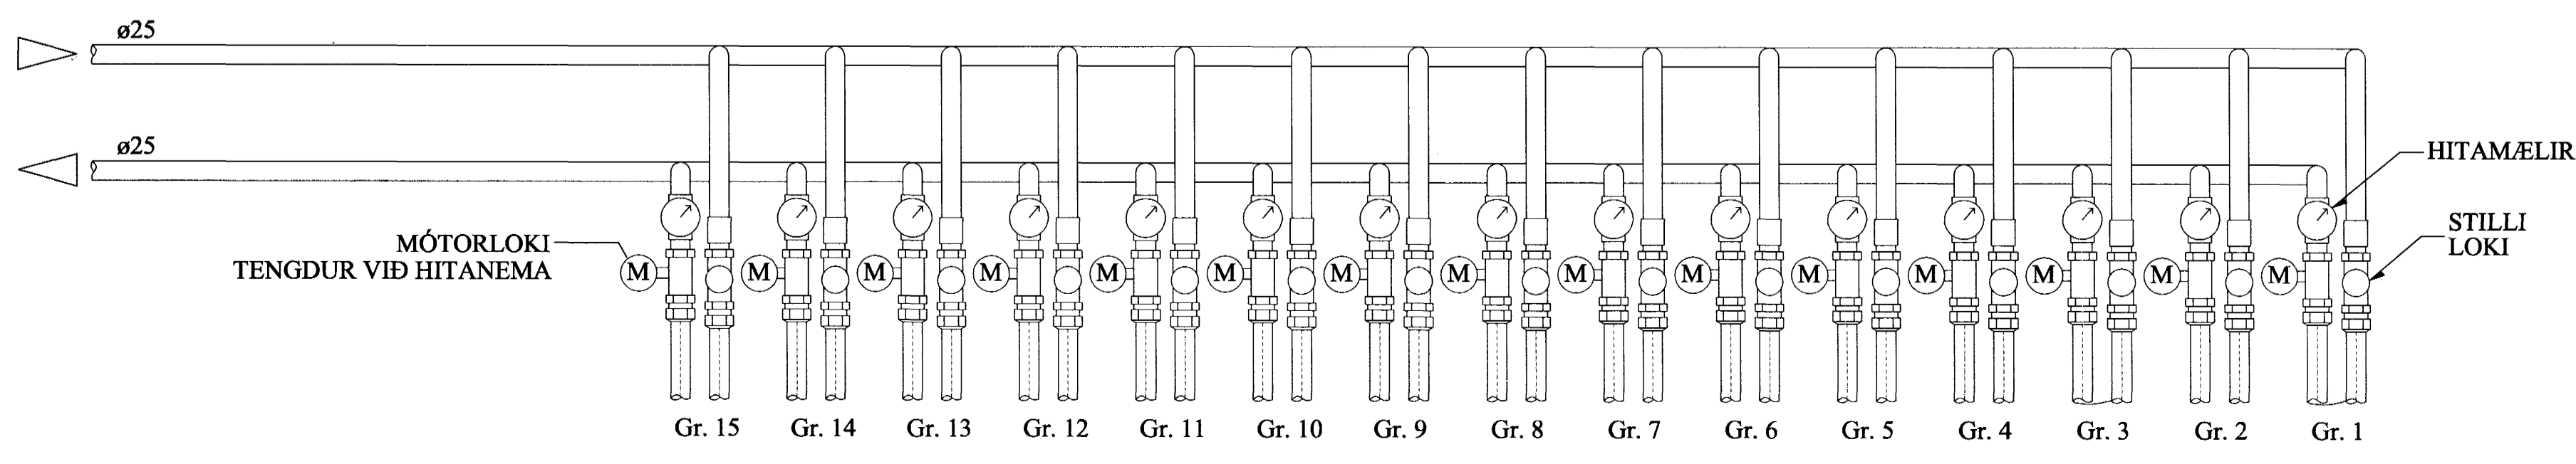 ø25
ø25
HITAMÆLIR
STILLI
LOKI
MÓTORLOKI
TENGDUR VIÐ HITANEMA
M M M M M M M M M M M M M M M
Gr. 15 Gr. 14 Gr. 13 Gr. 12 Gr. 11 Gr. 10 Gr. 9 Gr. 8 Gr. 7 Gr. 6 Gr. 5 Gr. 4 Gr. 3 Gr. 2 Gr. 1